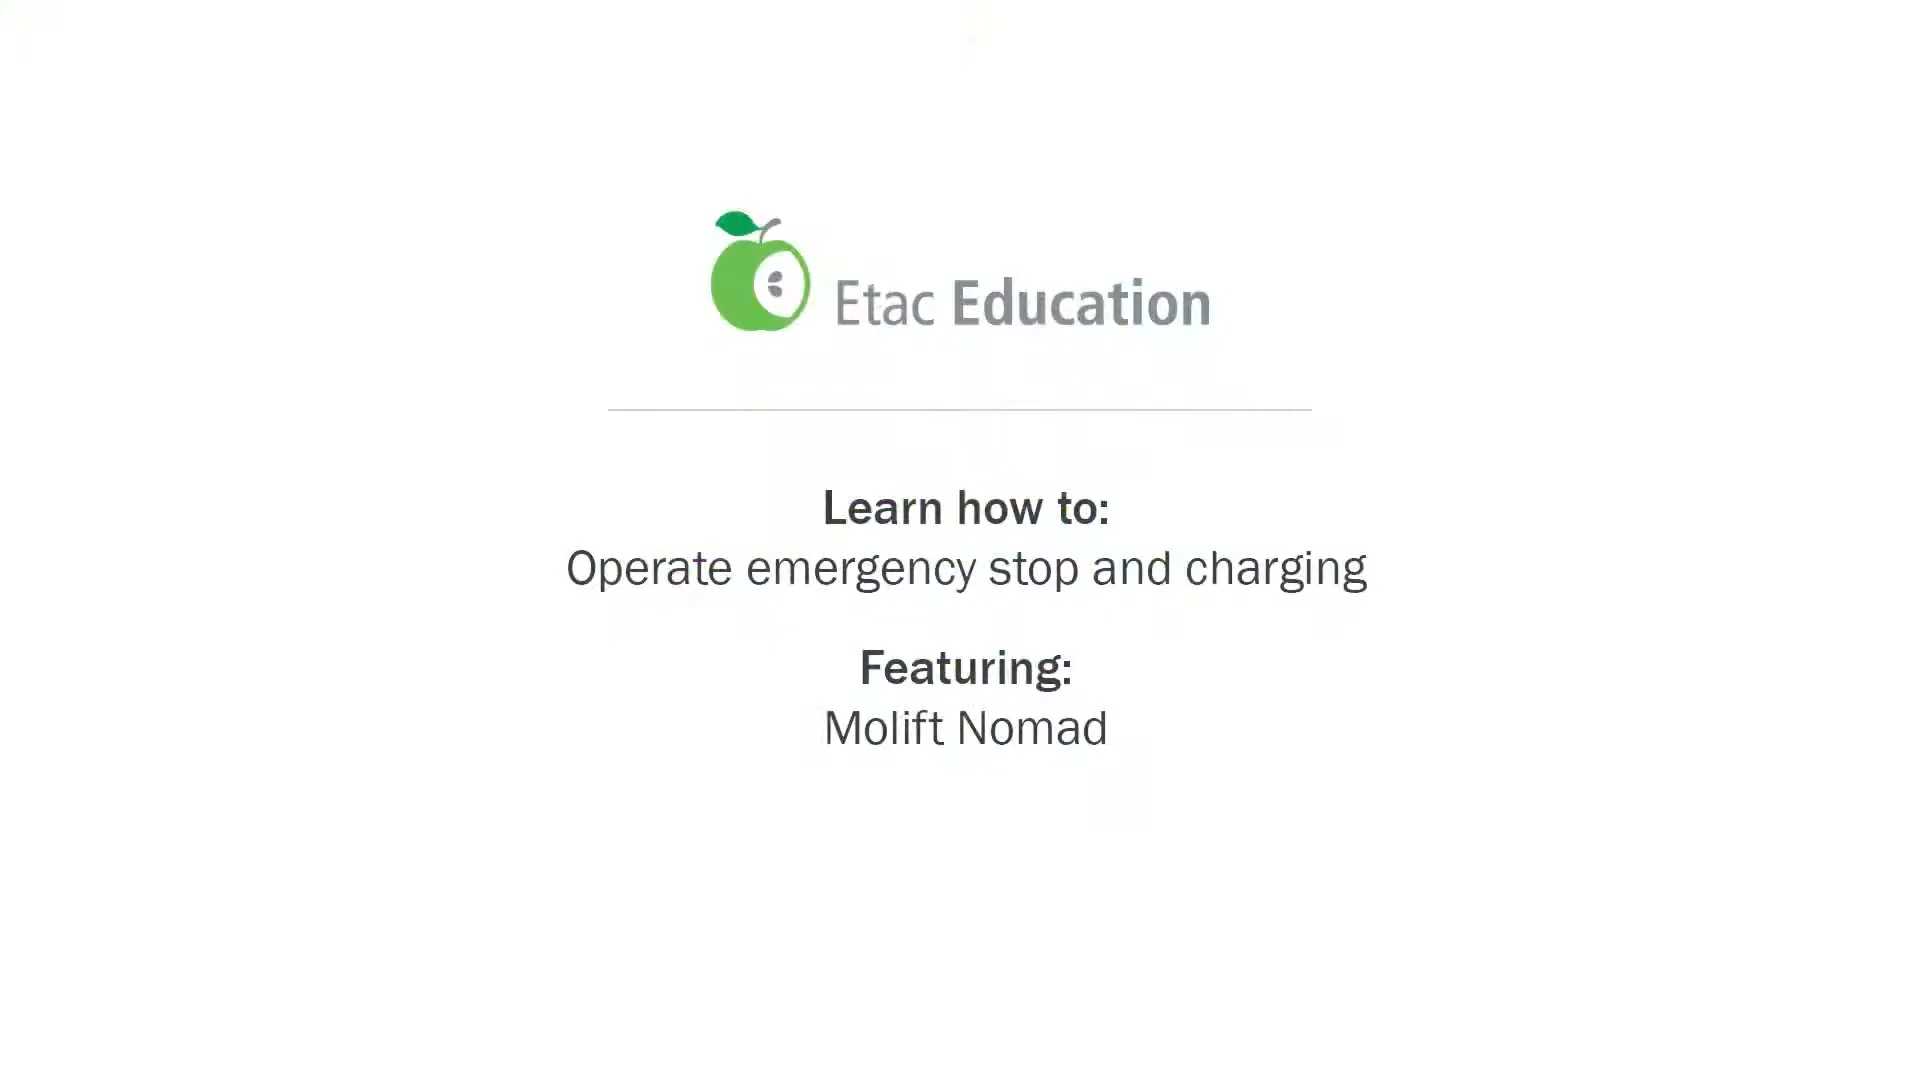 Etac Education
Learn how to:
Operate emergency stop and charging
Featuring:
Molift Nomad